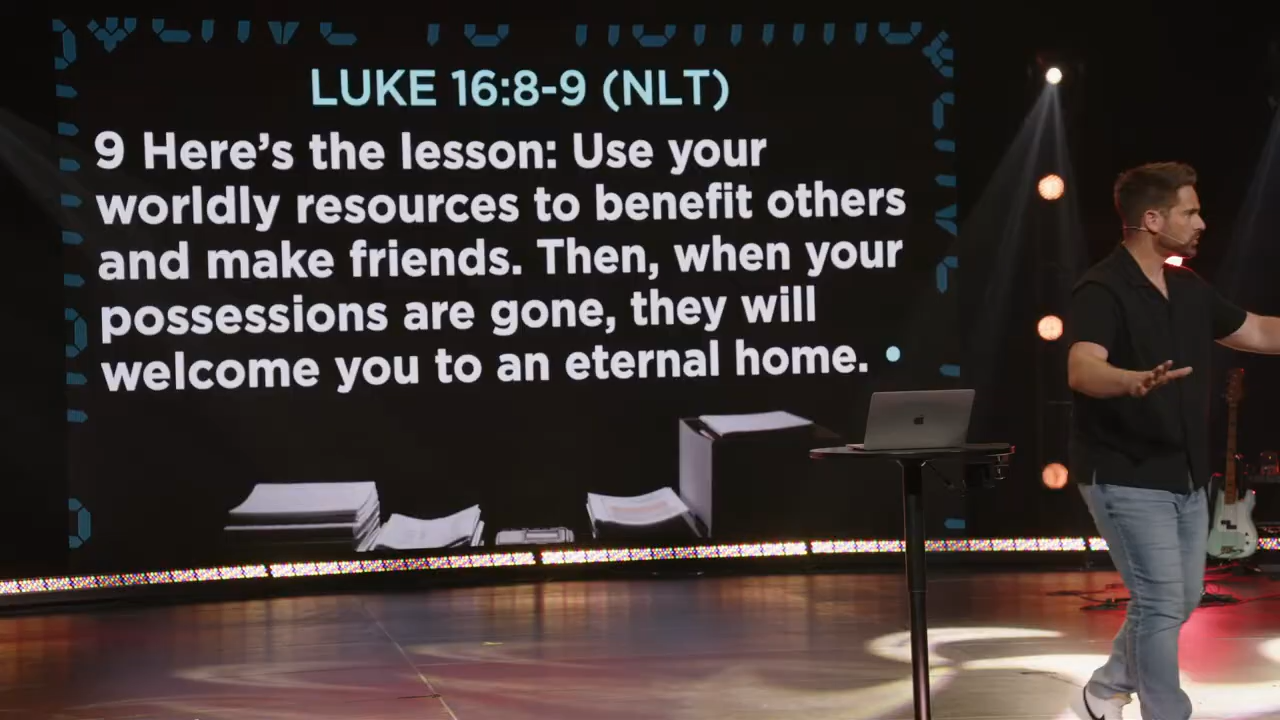 LUKE 16:8-9 (NLT)
9 Here's the lesson: Use your
worldly resources to benefit others
and make friends. Then, when your
possessions are gone, they will
welcome you to an eternal home.